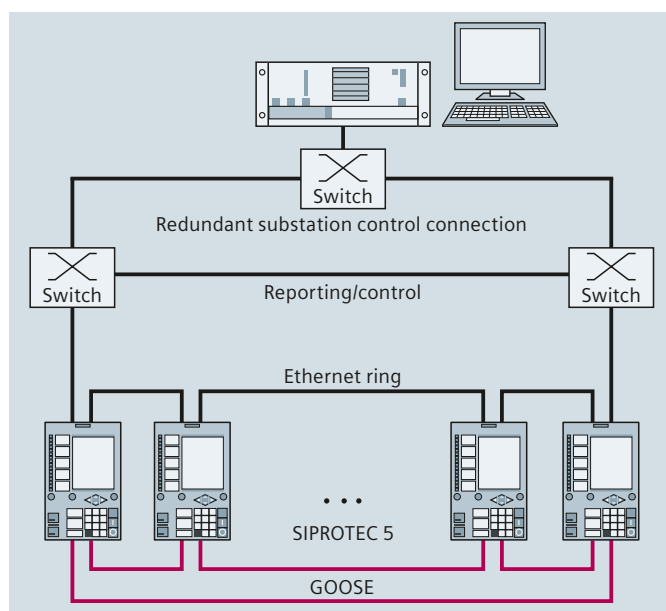 Switch
Redundant substation control connection
Switch
Reporting/control
Switch
Ethernet ring
...
SIPROTEC 5
GOOSE